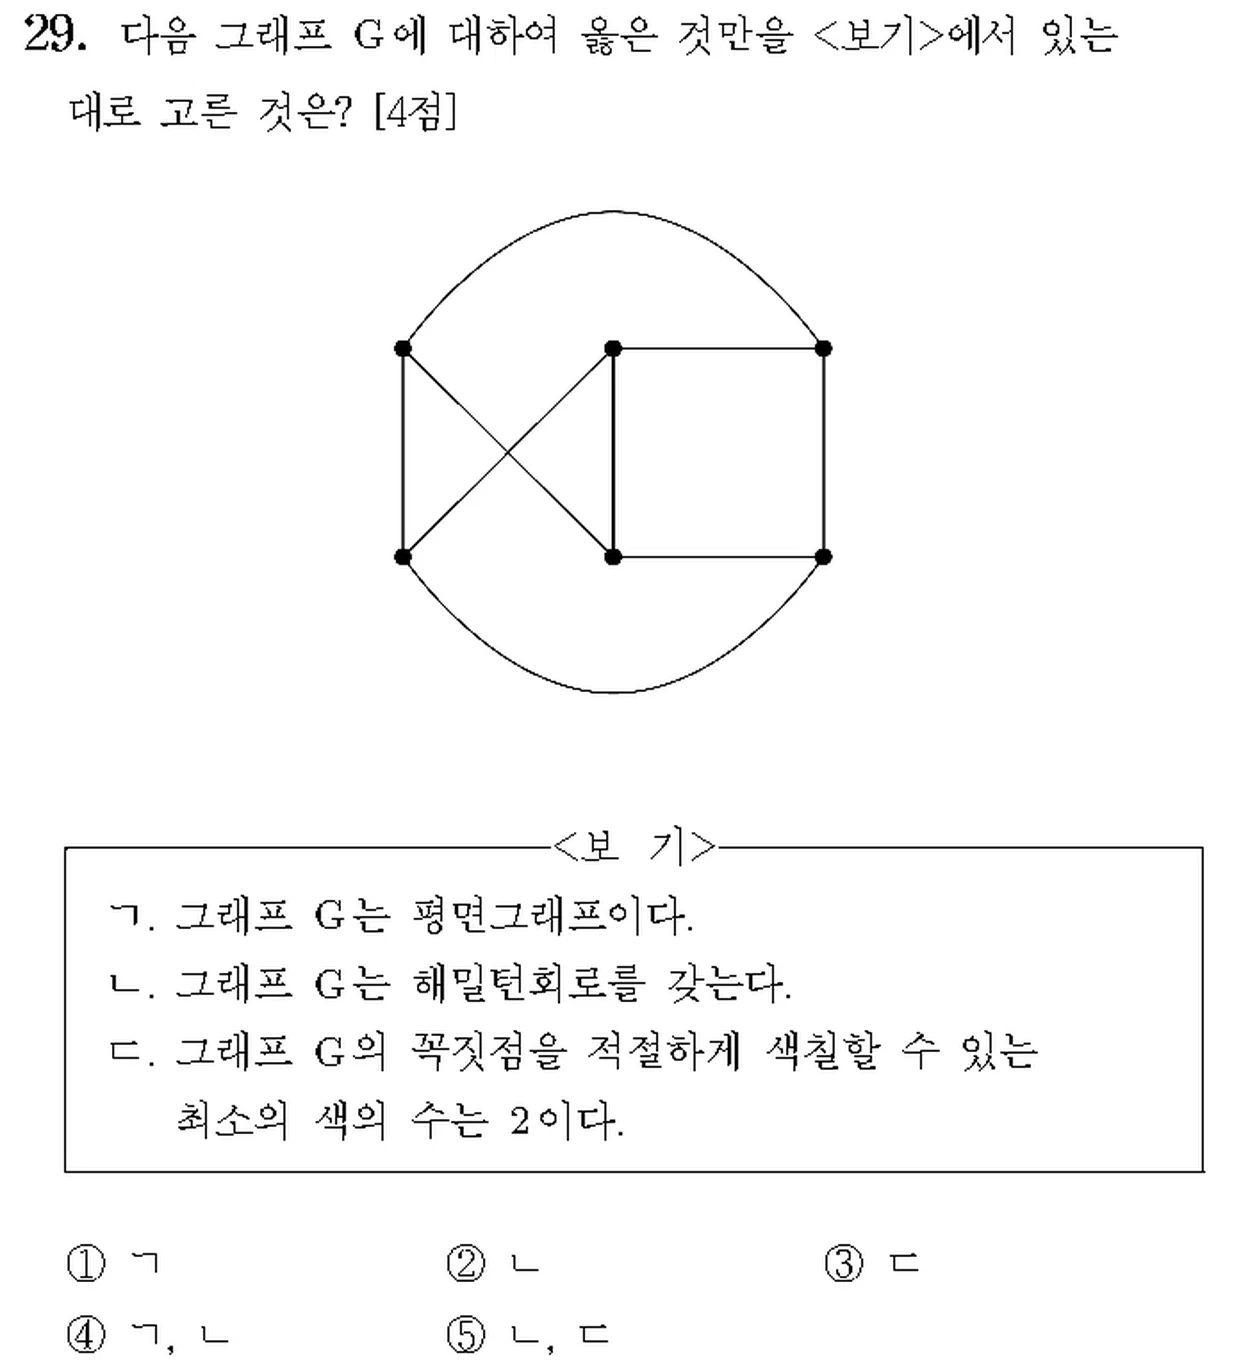 29. 다음 그래프 G에 대하여 옳은 것만을 <보기>에서 있는
대로 고른 것은? [4점]
<보 기>
ㄱ. 그래프 G는 평면그래프이다.
ㄴ. 그래프 G는 해밀턴회로를 갖는다.
ㄷ. 그래프 G의 꼭짓점을 적절하게 색칠할 수 있는
최소의 색의 수는 2이다.
① ㄱ ② ㄴ ③ ㄷ
④ ㄱ, ㄴ ⑤ ㄴ, ㄷ